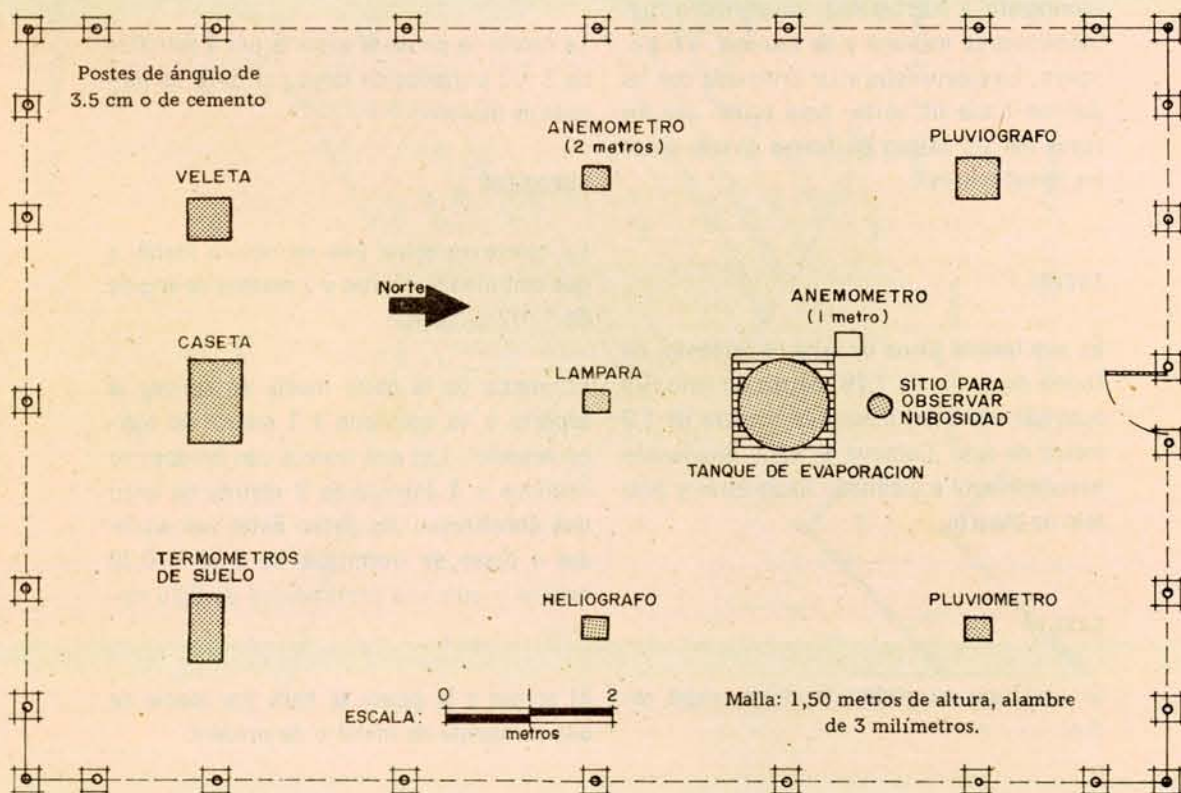 Postes de ángulo de
3.5 cm o de cemento
ANEMOMETRO
(2 metros)
PLUVIOGRAFO
VELETA
Norte
ANEMOMETRO
(1 metro)
CASETA
LAMPARA
SITIO PARA
OBSERVAR
NUBOSIDAD
TANQUE DE EVAPORACION
TERMOMETROS
DE SUELO
HELIOGRAFO
PLUVIOMETRO
ESCALA:
0 1 2
metros
Malla: 1,50 metros de altura, alambre
de 3 milímetros.